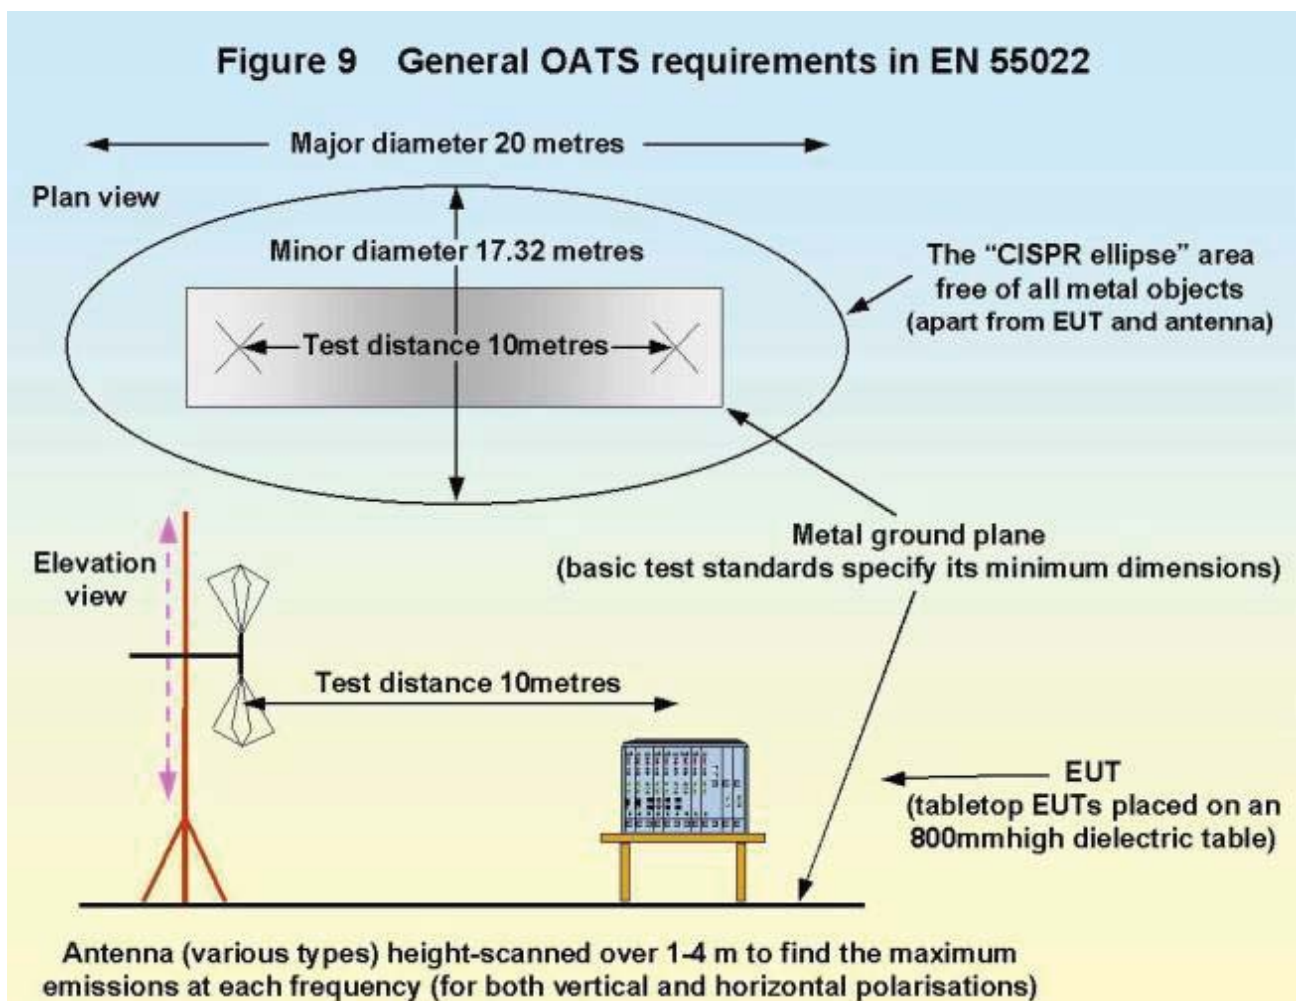 Figure 9 General OATS requirements in EN 55022
Major diameter 20 metres
Plan view
Minor diameter 17.32 metres
The “CISPR ellipse” area
free of all metal objects
(apart from EUT and antenna)
Test distance 10metres
Metal ground plane
(basic test standards specify its minimum dimensions)
Elevation
view
Test distance 10metres
EUT
(tabletop EUTs placed on an
800mmhigh dielectric table)
Antenna (various types) height-scanned over 1-4 m to find the maximum
emissions at each frequency (for both vertical and horizontal polarisations)